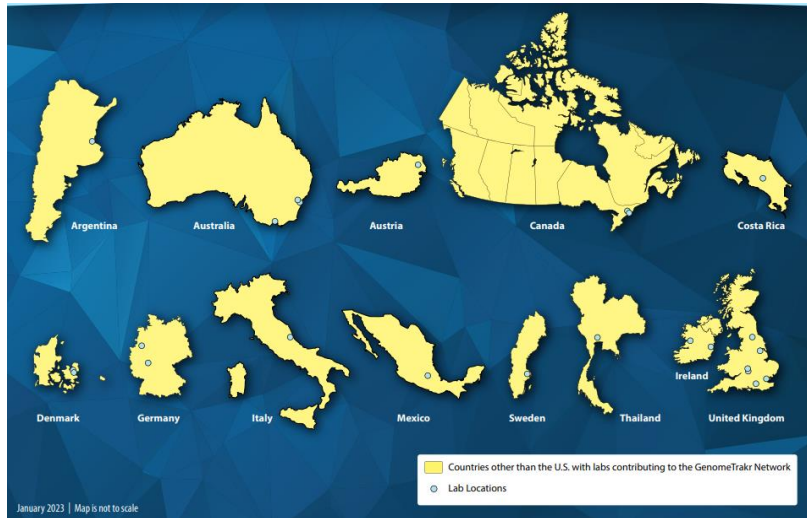 Argentina
Australia
Austria
Canada
Costa Rica
Denmark
Germany
Italy
Mexico
Sweden
Thailand
Ireland
United Kingdom
Countries other than the U.S. with labs contributing to the GenomeTrakr Network
Lab Locations
January 2023 | Map is not to scale